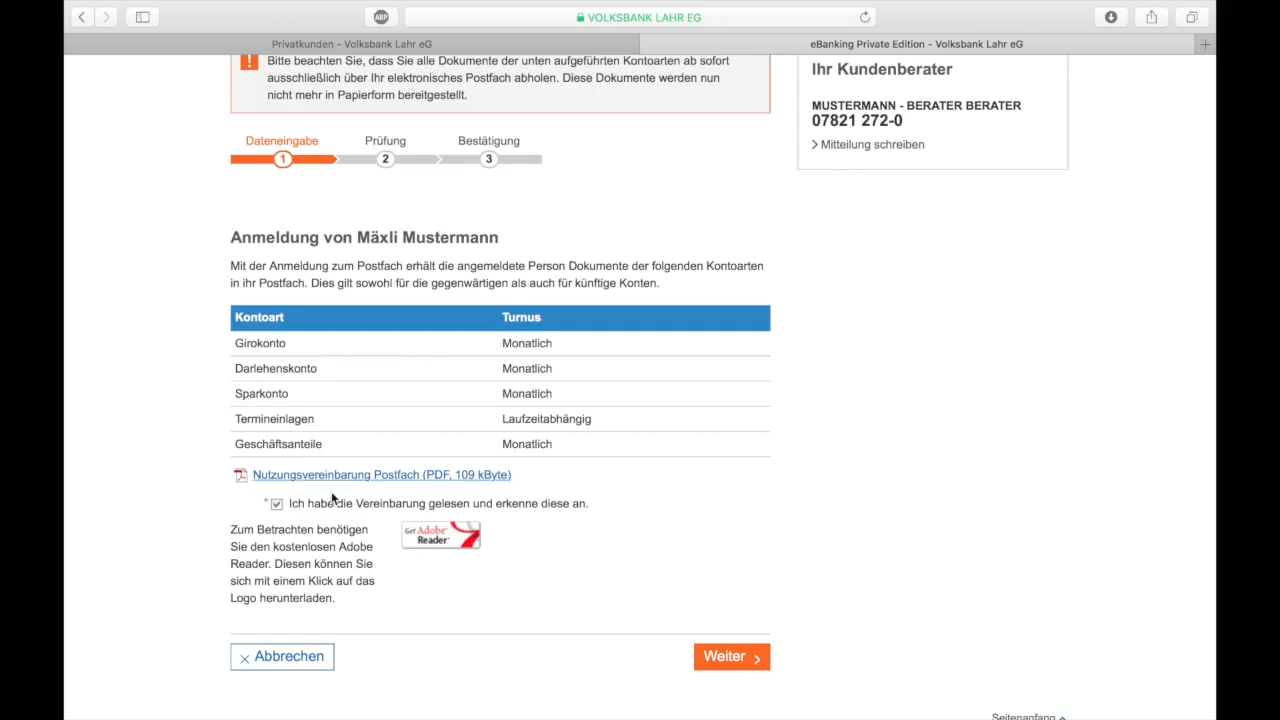 ABP
VOLKSBANK LAHR EG
Privatkunden - Volksbank Lahr eG
eBanking Private Edition - Volksbank Lahr eG
+
! Bitte beachten Sie, dass Sie alle Dokumente der unten aufgeführten Kontoarten ab sofort
ausschließlich über Ihr elektronisches Postfach abholen. Diese Dokumente werden nun
nicht mehr in Papierform bereitgestellt.
Ihr Kundenberater
MUSTERMANN - BERATER BERATER
07821 272-0
Mitteilung schreiben
Dateneingabe Prüfung Bestätigung
1 2 3
Anmeldung von Mäxli Mustermann
Mit der Anmeldung zum Postfach erhält die angemeldete Person Dokumente der folgenden Kontoarten
in ihr Postfach. Dies gilt sowohl für die gegenwärtigen als auch für künftige Konten.
Kontoart Turnus
Girokonto Monatlich
Darlehenskonto Monatlich
Sparkonto Monatlich
Termineinlagen Laufzeitabhängig
Geschäftsanteile Monatlich
Nutzungsvereinbarung Postfach (PDF, 109 kByte)
* Ich habe die Vereinbarung gelesen und erkenne diese an.
Zum Betrachten benötigen
Sie den kostenlosen Adobe
Reader. Diesen können Sie
sich mit einem Klick auf das
Logo herunterladen.
Get Adobe
Reader
Abbrechen
Weiter
Seitenanfang